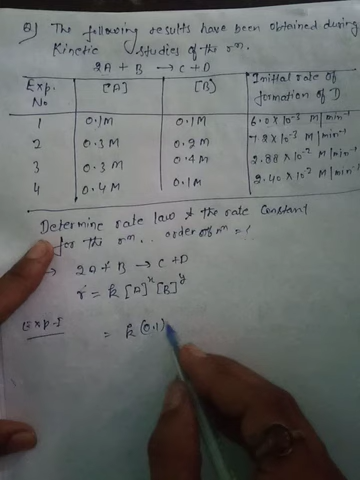 Q) The following results have been obtained during
Kinetic studies of the rxn.
2A + B → C + D
Exp. No [A] [B] Initial rate of formation of D
1 0.1M 0.1M 6.0 × 10⁻³ M/min⁻¹
2 0.3M 0.2M 7.2 × 10⁻² M/min⁻¹
3 0.3M 0.4M 2.88 × 10⁻¹ M/min⁻¹
4 0.4M 0.1M 2.40 × 10⁻² M/min⁻¹
Determine rate law & the rate constant
for the rxn.. order of rxn = ?
→ 2A + B → C + D
r = k [A]ˣ [B]ʸ
Exp-1 = k (0.1)